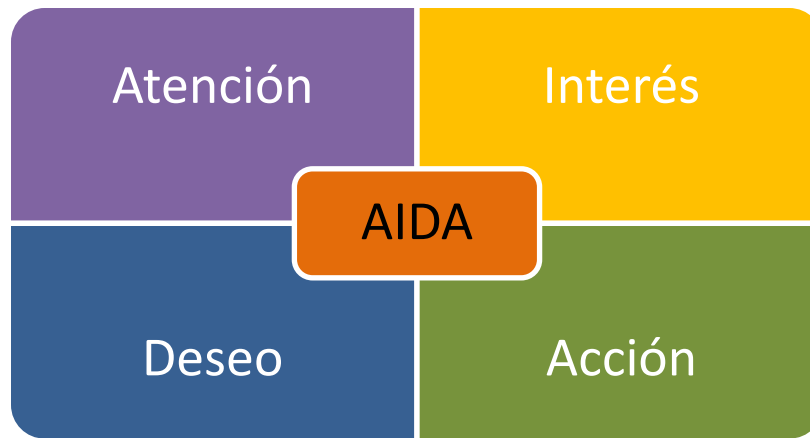 Atención
Interés
AIDA
Deseo
Acción